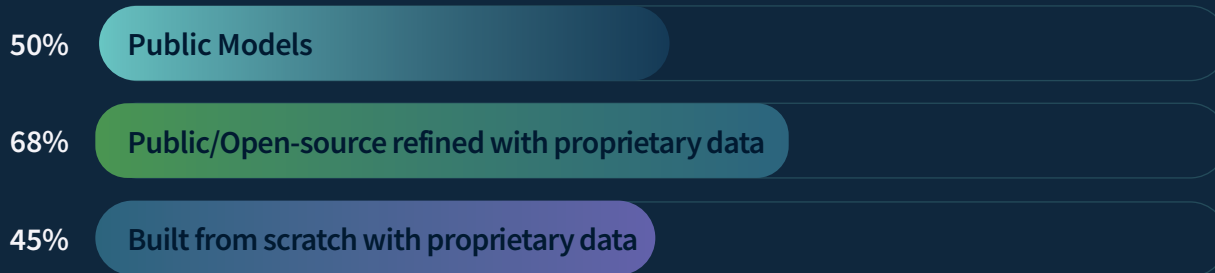 50% Public Models
68% Public/Open-source refined with proprietary data
45% Built from scratch with proprietary data